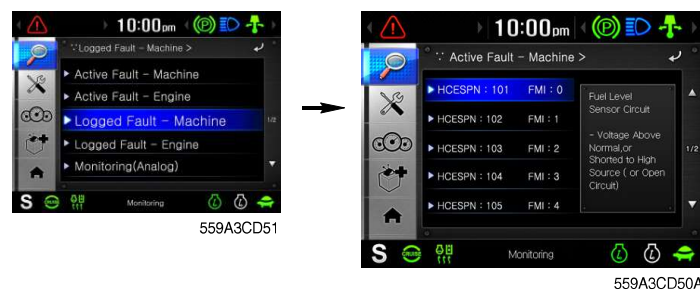 10:00pm
(P)
Logged Fault - Machine >
Active Fault - Machine
Active Fault - Engine
Logged Fault - Machine
1/2
Logged Fault - Engine
Monitoring(Analog)
S
CRUISE
Monitoring
559A3CD51
10:00pm
(P)
Active Fault - Machine >
HCESPN : 101 FMI : 0
HCESPN : 102 FMI : 1
HCESPN : 103 FMI : 2
HCESPN : 104 FMI : 3
HCESPN : 105 FMI : 4
Fuel Level
Sensor Circuit
- Voltage Above
Normal,or
Shorted to High
Source ( or Open
Circuit)
1/2
S
CRUISE
Monitoring
559A3CD50A